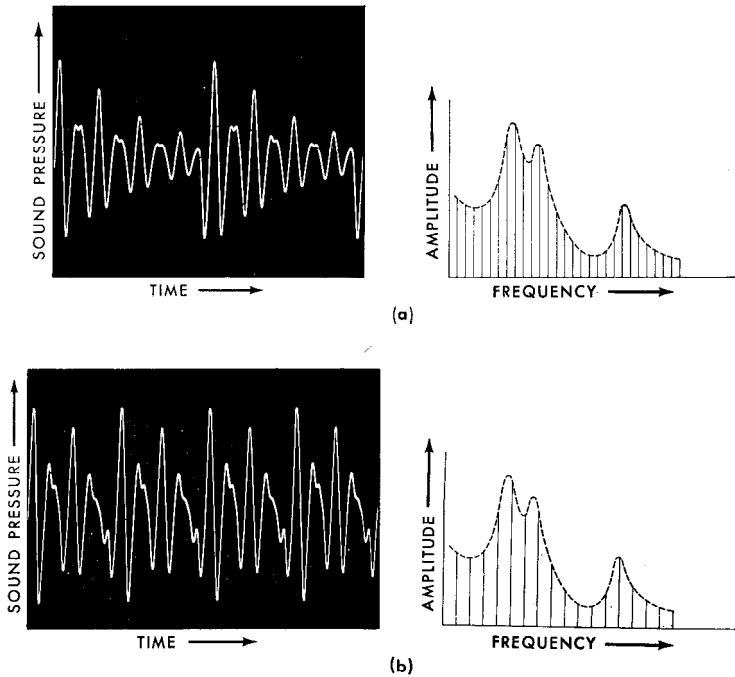 SOUND PRESSURE
TIME
AMPLITUDE
FREQUENCY
(a)
SOUND PRESSURE
TIME
AMPLITUDE
FREQUENCY
(b)